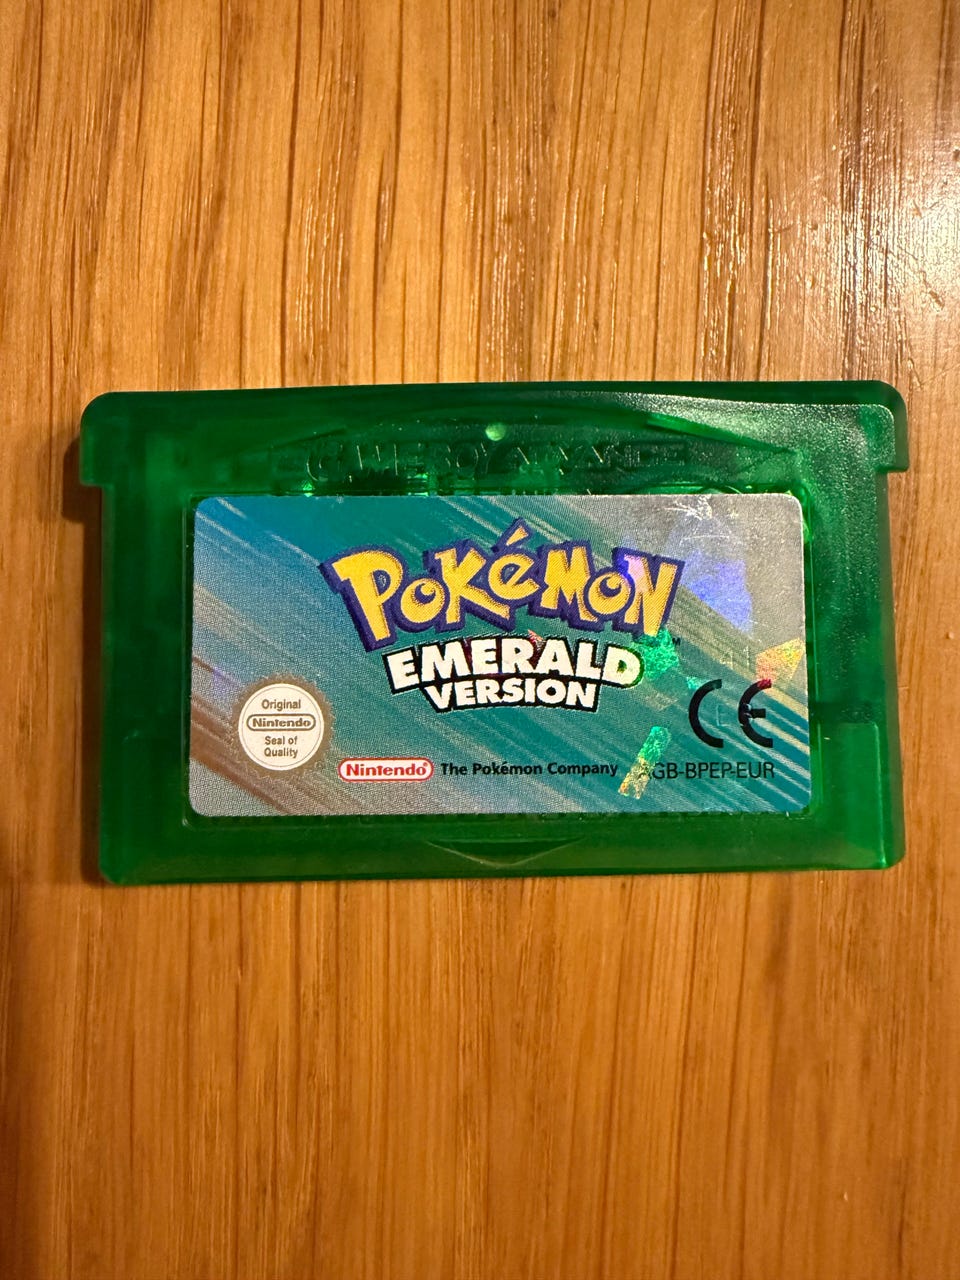 GAME BOY ADVANCE
POKéMON
™
EMERALD
VERSION
Original
Nintendo
Seal of
Quality
CE
Nintendo® The Pokémon Company AGB-BPEP-EUR